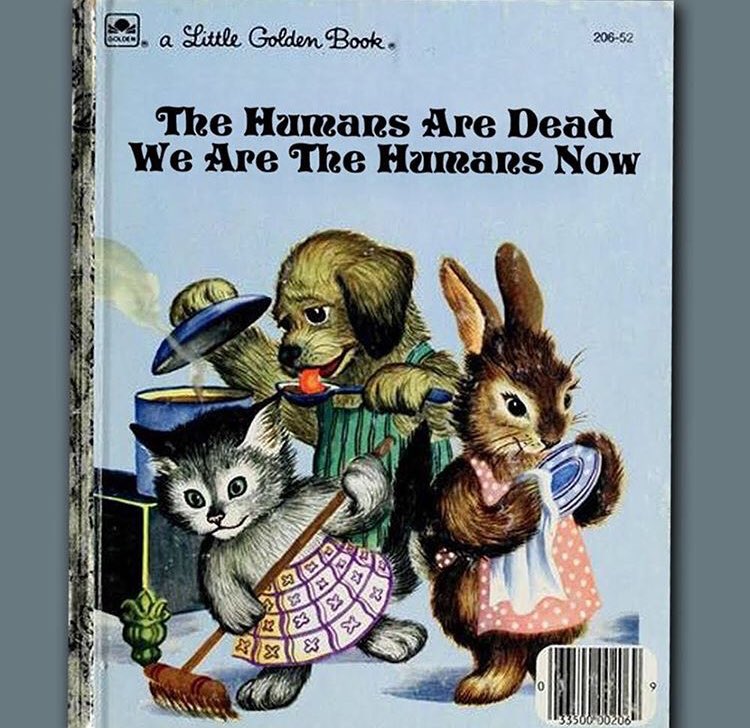 GOLDEN
a Little Golden Book®
206-52
The Humans Are Dead
We Are The Humans Now
0 33500 00206 9